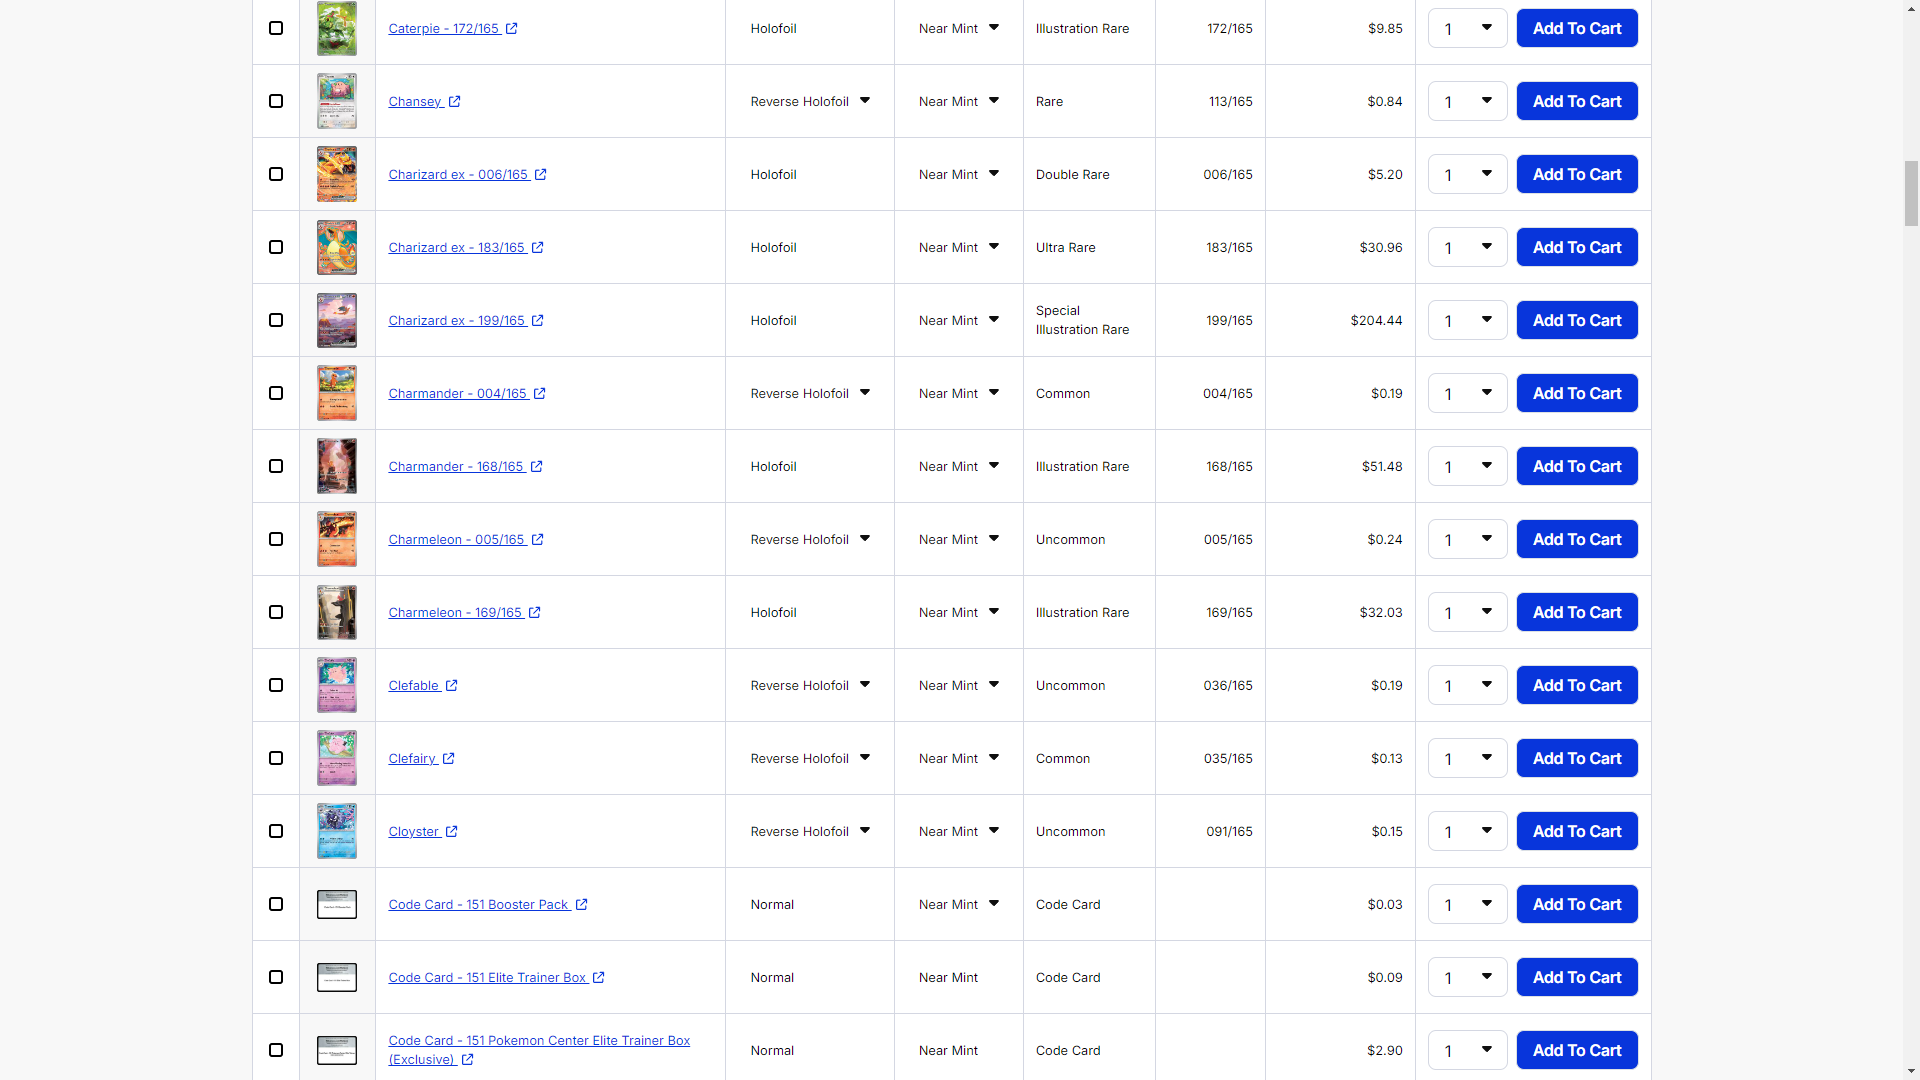 Caterpie - 172/165 Holofoil Near Mint Illustration Rare 172/165 $9.85 1 Add To Cart
Chansey Reverse Holofoil Near Mint Rare 113/165 $0.84 1 Add To Cart
Charizard ex - 006/165 Holofoil Near Mint Double Rare 006/165 $5.20 1 Add To Cart
Charizard ex - 183/165 Holofoil Near Mint Ultra Rare 183/165 $30.96 1 Add To Cart
Charizard ex - 199/165 Holofoil Near Mint Special
Illustration Rare 199/165 $204.44 1 Add To Cart
Charmander - 004/165 Reverse Holofoil Near Mint Common 004/165 $0.19 1 Add To Cart
Charmander - 168/165 Holofoil Near Mint Illustration Rare 168/165 $51.48 1 Add To Cart
Charmeleon - 005/165 Reverse Holofoil Near Mint Uncommon 005/165 $0.24 1 Add To Cart
Charmeleon - 169/165 Holofoil Near Mint Illustration Rare 169/165 $32.03 1 Add To Cart
Clefable Reverse Holofoil Near Mint Uncommon 036/165 $0.19 1 Add To Cart
Clefairy Reverse Holofoil Near Mint Common 035/165 $0.13 1 Add To Cart
Cloyster Reverse Holofoil Near Mint Uncommon 091/165 $0.15 1 Add To Cart
Code Card - 151 Booster Pack Normal Near Mint Code Card $0.03 1 Add To Cart
Code Card - 151 Elite Trainer Box Normal Near Mint Code Card $0.09 1 Add To Cart
Code Card - 151 Pokemon Center Elite Trainer Box
(Exclusive) Normal Near Mint Code Card $2.90 1 Add To Cart